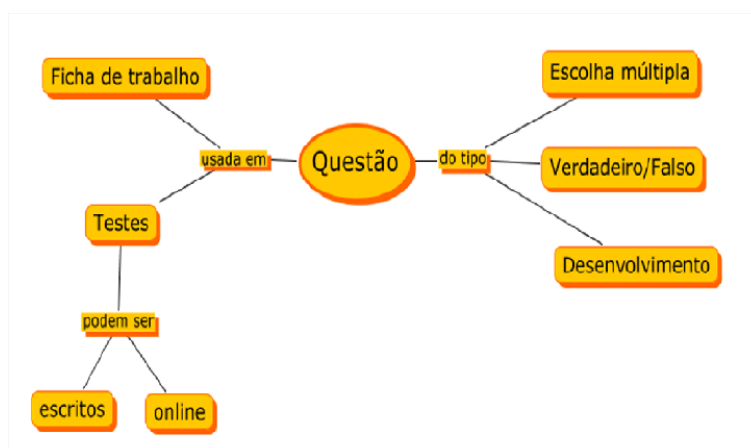 Ficha de trabalho
Escolha múltipla
usada em
Questão
do tipo
Verdadeiro/Falso
Testes
Desenvolvimento
podem ser
escritos
online